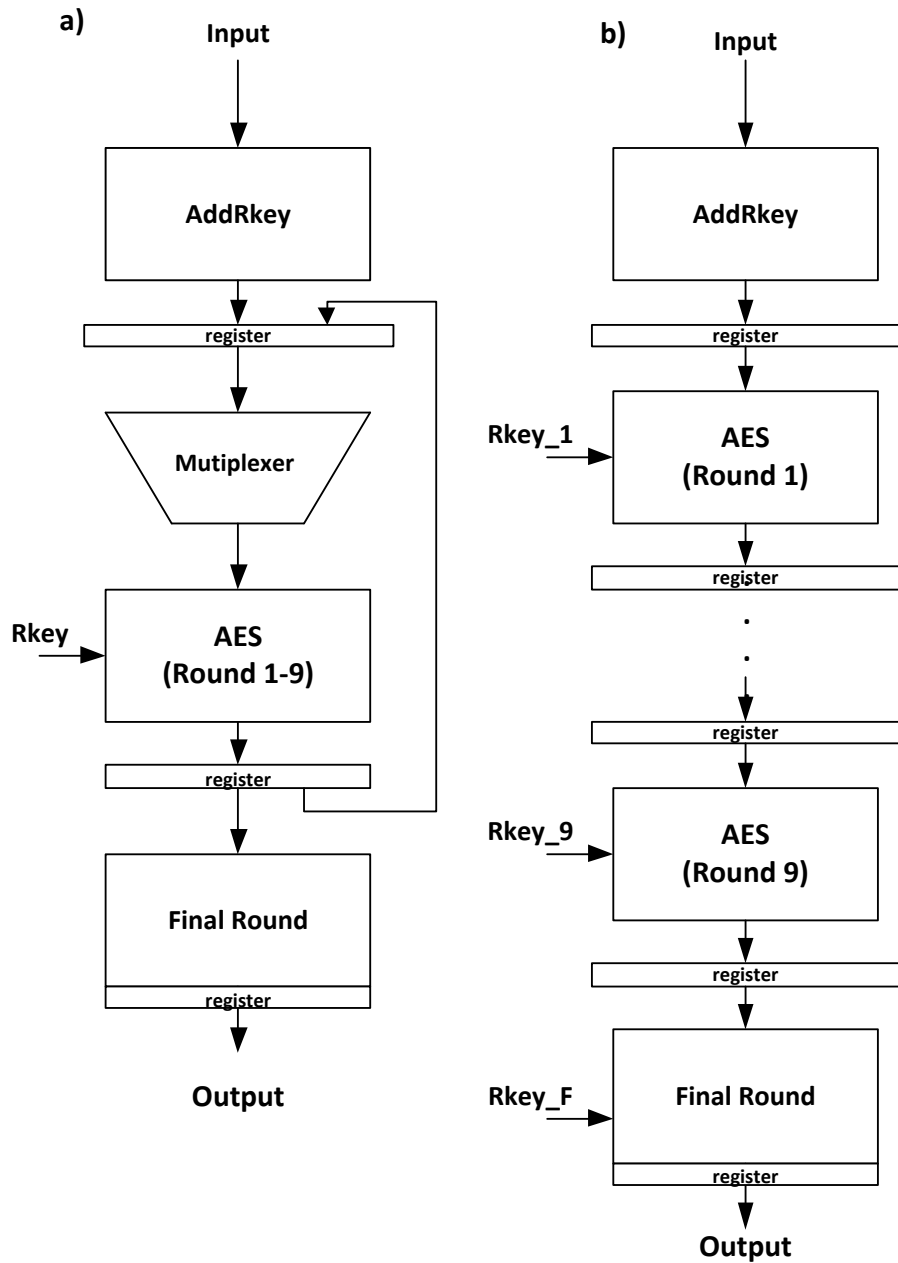 a)
Input
AddRkey
register
Mutiplexer
Rkey
AES
(Round 1-9)
register
Final Round
register
Output
b)
Input
AddRkey
register
Rkey_1
AES
(Round 1)
register
.
.
.
register
Rkey_9
AES
(Round 9)
register
Rkey_F
Final Round
register
Output